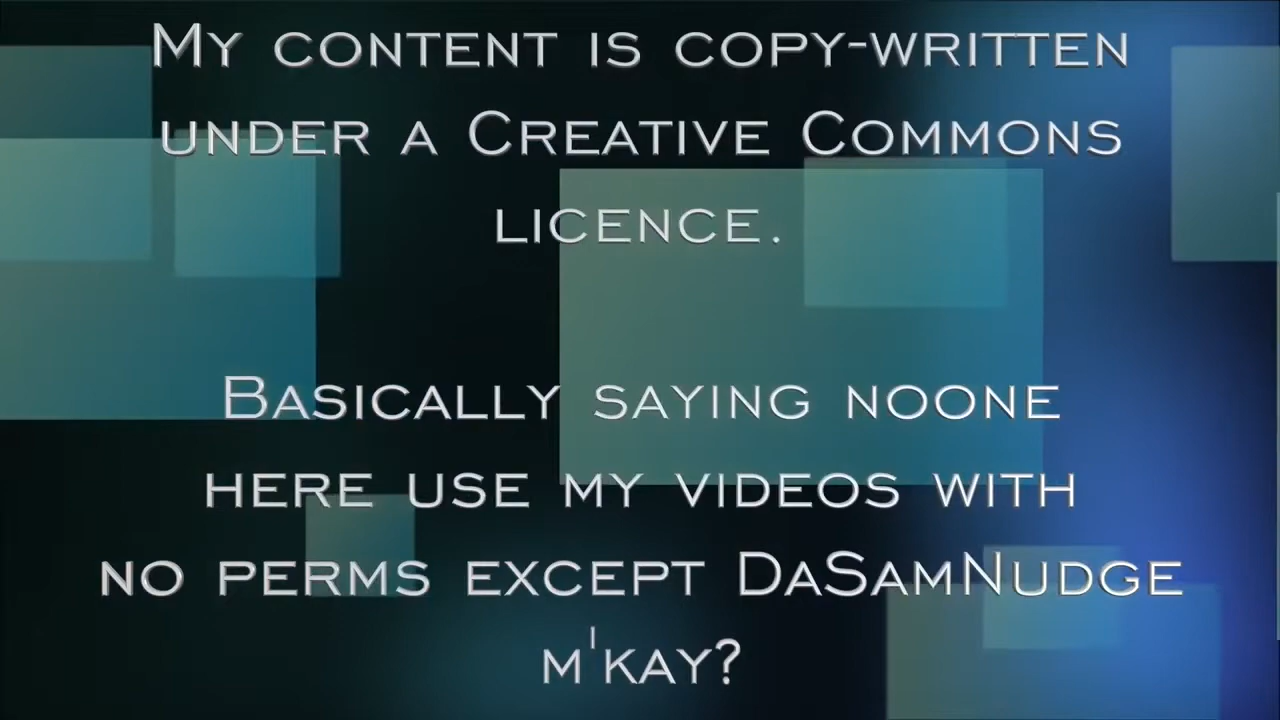 My content is copy-written
under a Creative Commons
licence.
Basically saying noone
here use my videos with
no perms except DaSamNudge
m'kay?